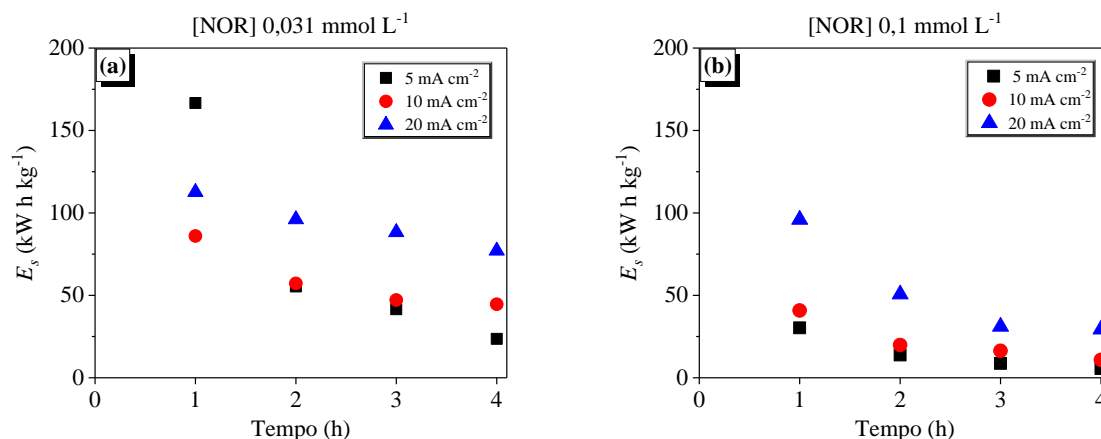 [NOR] 0,031 mmol L-1
(a)
5 mA cm-2
10 mA cm-2
20 mA cm-2
200
150
100
50
0
Es (kW h kg-1)
0 1 2 3 4
Tempo (h)
[NOR] 0,1 mmol L-1
(b)
5 mA cm-2
10 mA cm-2
20 mA cm-2
200
150
100
50
0
Es (kW h kg-1)
0 1 2 3 4
Tempo (h)